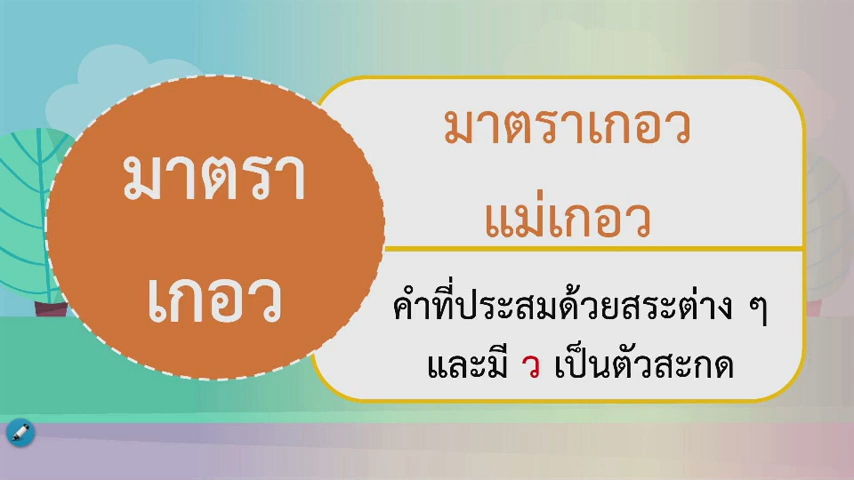 มาตรา
เกอว
มาตราเกอว
แม่เกอว
คำที่ประสมด้วยสระต่าง ๆ
และมี ว เป็นตัวสะกด